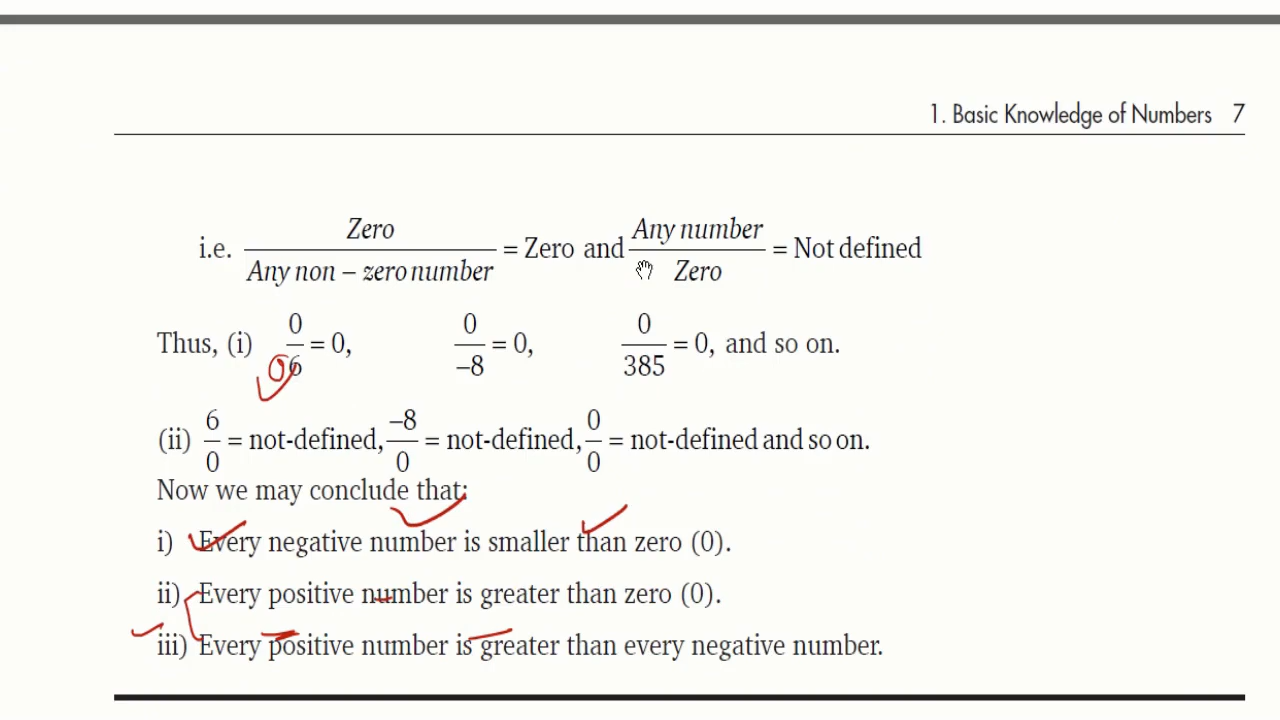 1. Basic Knowledge of Numbers 7
i.e. Zero / Any non – zero number = Zero and Any number / Zero = Not defined
Thus, (i) 0/6 = 0, 0/–8 = 0, 0/385 = 0, and so on.
(ii) 6/0 = not-defined, –8/0 = not-defined, 0/0 = not-defined and so on.
Now we may conclude that:
i) Every negative number is smaller than zero (0).
ii) Every positive number is greater than zero (0).
iii) Every positive number is greater than every negative number.